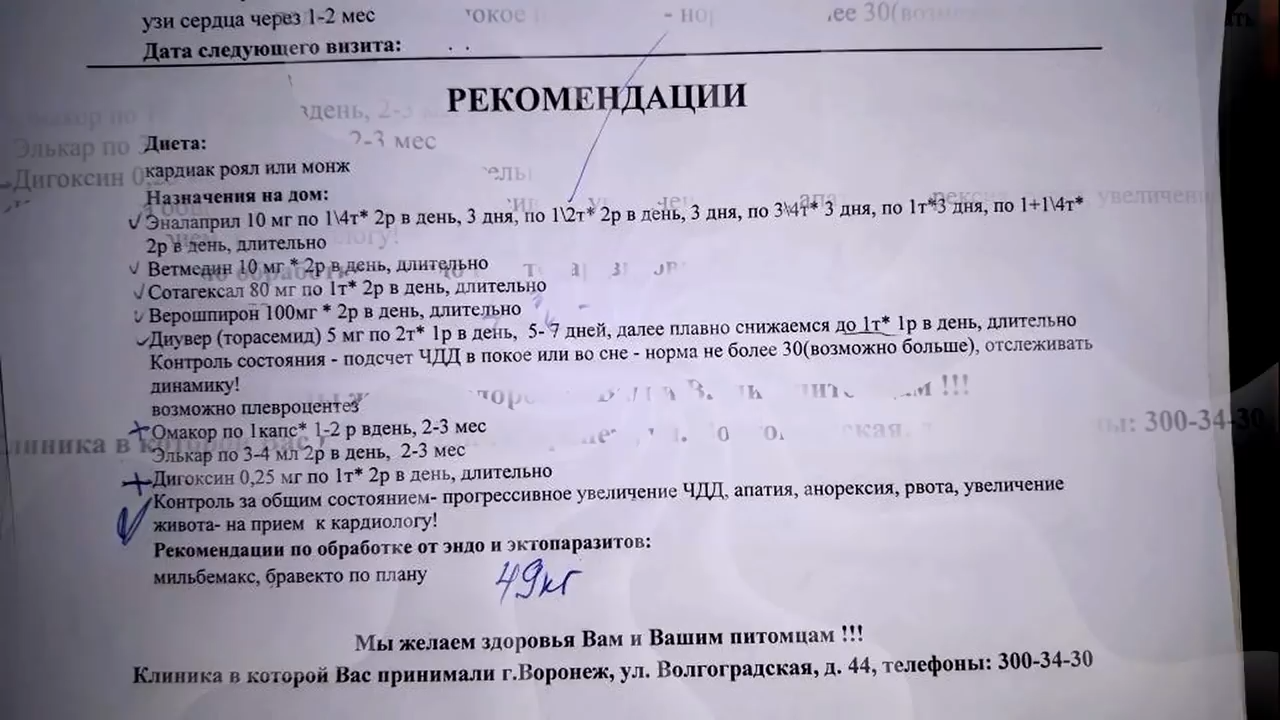 узи сердца через 1-2 мес
Дата следующего визита: . .
РЕКОМЕНДАЦИИ
Диета:
кардиак роял или монж
Назначения на дом:
Эналаприл 10 мг по 1\4т* 2р в день, 3 дня, по 1\2т* 2р в день, 3 дня, по 3\4т* 3 дня, по 1т*3 дня, по 1+1\4т*
2р в день, длительно
Ветмедин 10 мг * 2р в день, длительно
Сотагексал 80 мг по 1т* 2р в день, длительно
Верошпирон 100мг * 2р в день, длительно
Диувер (торасемид) 5 мг по 2т* 1р в день, 5- 7 дней, далее плавно снижаемся до 1т* 1р в день, длительно
Контроль состояния - подсчет ЧДД в покое или во сне - норма не более 30(возможно больше), отслеживать
динамику!
возможно плевроцентез
Омакор по 1капс* 1-2 р вдень, 2-3 мес
Элькар по 3-4 мл 2р в день, 2-3 мес
Дигоксин 0,25 мг по 1т* 2р в день, длительно
Контроль за общим состоянием- прогрессивное увеличение ЧДД, апатия, анорексия, рвота, увеличение
живота- на прием к кардиологу!
Рекомендации по обработке от эндо и эктопаразитов:
мильбемакс, бравекто по плану
49кг
Мы желаем здоровья Вам и Вашим питомцам !!!
Клиника в которой Вас принимали г.Воронеж, ул. Волгоградская, д. 44, телефоны: 300-34-30